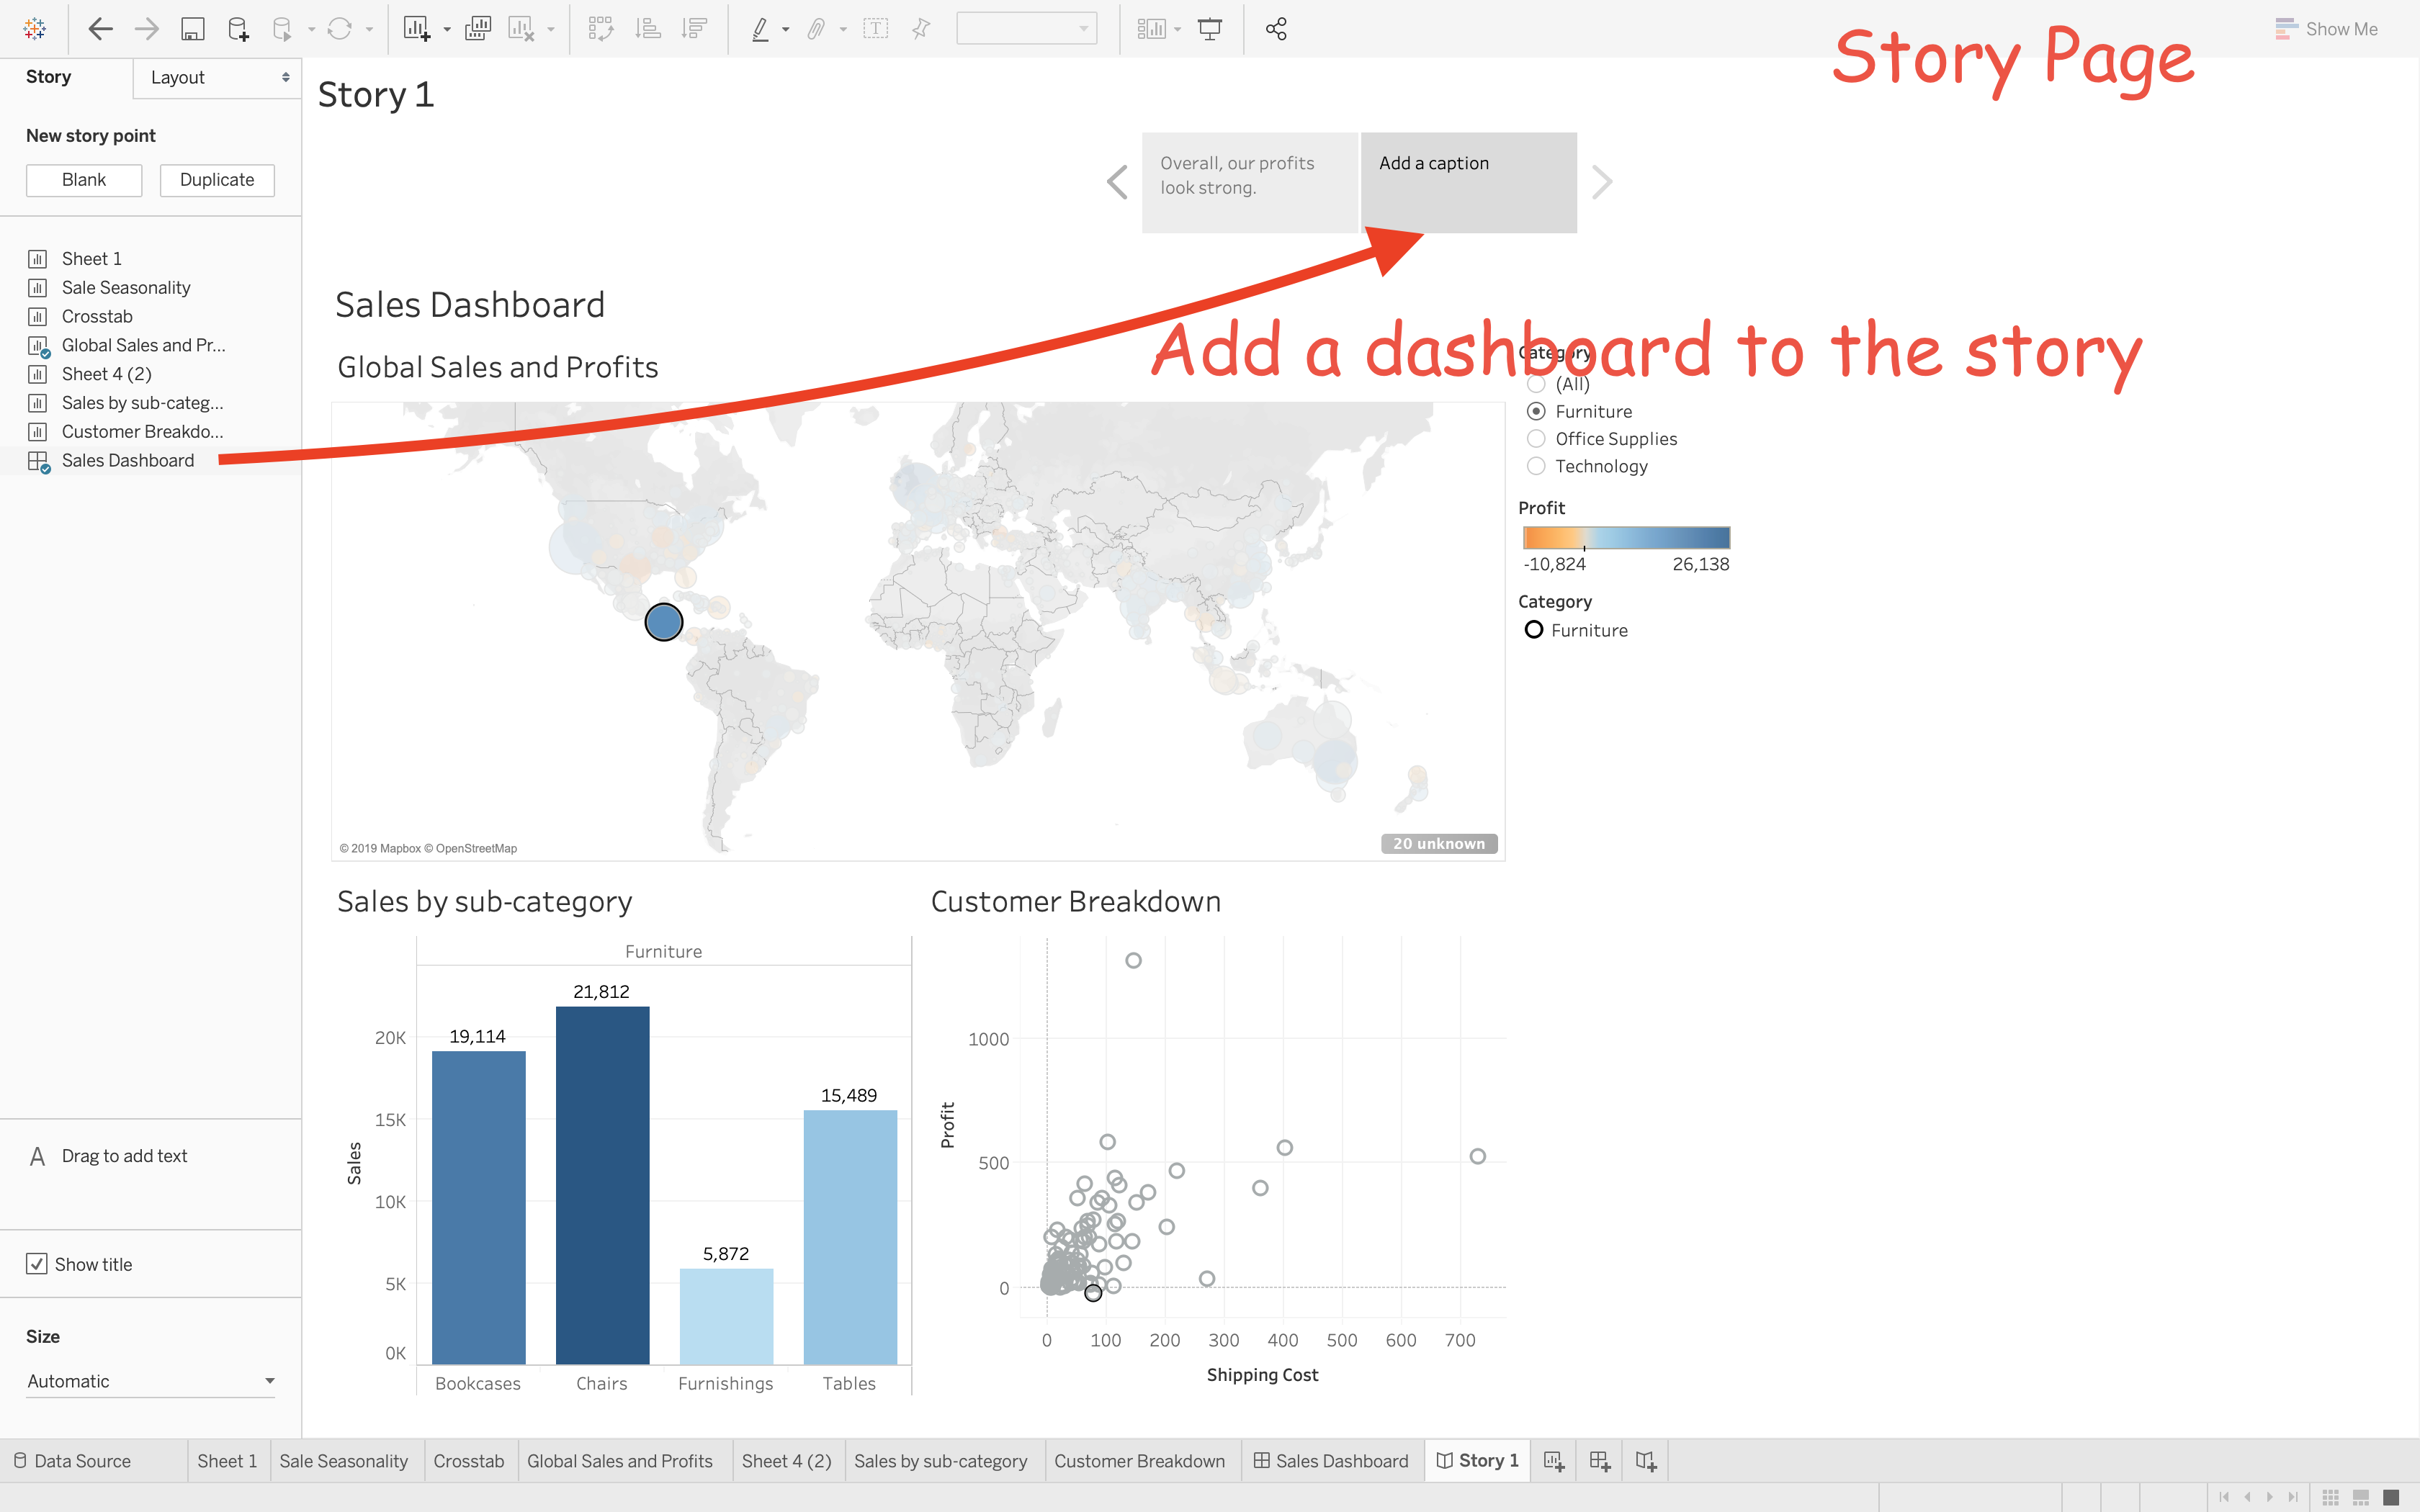 Show Me
Story Page
Story
Layout
Story 1
New story point
Blank
Duplicate
Overall, our profits
look strong.
Add a caption
Sheet 1
Sale Seasonality
Crosstab
Global Sales and Pr...
Sheet 4 (2)
Sales by sub-categ...
Customer Breakdo...
Sales Dashboard
Sales Dashboard
Add a dashboard to the story
Global Sales and Profits
Category
(All)
Furniture
Office Supplies
Technology
Profit
-10,824
26,138
Category
Furniture
© 2019 Mapbox © OpenStreetMap
20 unknown
Sales by sub-category
Furniture
21,812
19,114
15,489
5,872
20K
15K
10K
5K
0K
Sales
Bookcases
Chairs
Furnishings
Tables
Customer Breakdown
1000
500
0
Profit
0
100
200
300
400
500
600
700
Shipping Cost
A
Drag to add text
Show title
Size
Automatic
Data Source
Sheet 1
Sale Seasonality
Crosstab
Global Sales and Profits
Sheet 4 (2)
Sales by sub-category
Customer Breakdown
Sales Dashboard
Story 1